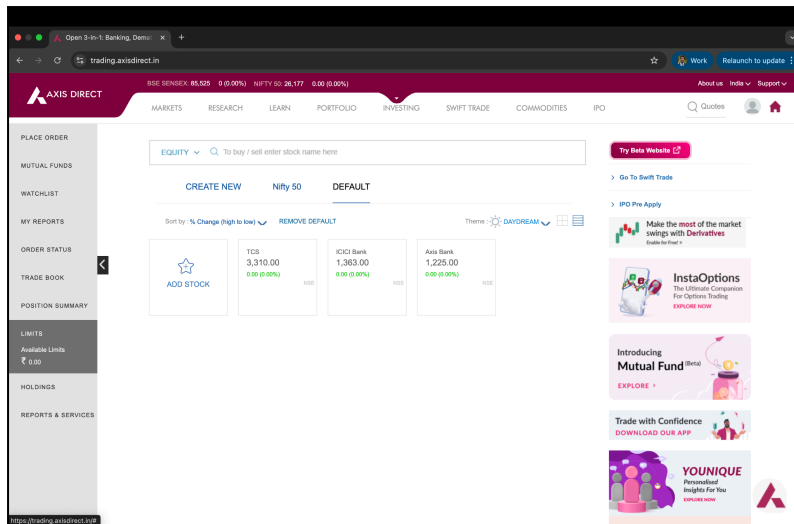 Open 3-in-1: Banking, Demat
trading.axisdirect.in
Work
Relaunch to update
AXIS DIRECT
BSE SENSEX: 85,525 0 (0.00%) NIFTY 50: 26,177 0.00 (0.00%)
About us India Support
MARKETS RESEARCH LEARN PORTFOLIO INVESTING SWIFT TRADE COMMODITIES IPO
Quotes
PLACE ORDER
MUTUAL FUNDS
WATCHLIST
MY REPORTS
ORDER STATUS
TRADE BOOK
POSITION SUMMARY
LIMITS
Available Limits
₹ 0.00
HOLDINGS
REPORTS & SERVICES
https://trading.axisdirect.in/#
EQUITY To buy / sell enter stock name here
CREATE NEW Nifty 50 DEFAULT
Sort by : % Change (high to low) REMOVE DEFAULT Theme : DAYDREAM
ADD STOCK
TCS
3,310.00
0.00 (0.00%)
NSE
ICICI Bank
1,363.00
0.00 (0.00%)
NSE
Axis Bank
1,225.00
0.00 (0.00%)
NSE
Try Beta Website
> Go To Swift Trade
> IPO Pre Apply
Make the most of the market
swings with Derivatives
Enable for Free! >
InstaOptions
The Ultimate Companion
For Options Trading
EXPLORE NOW
Introducing
Mutual Fund (Beta)
EXPLORE >
Trade with Confidence
DOWNLOAD OUR APP
YOUNIQUE
Personalised
Insights For You
EXPLORE NOW